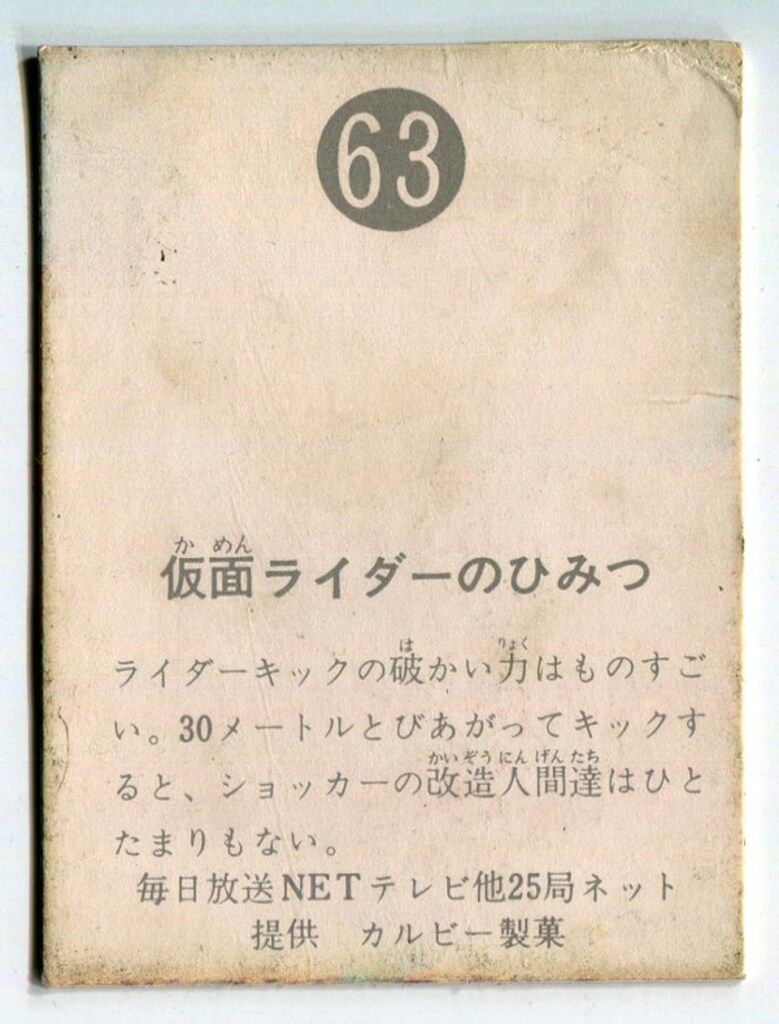 63
かめん
仮面ライダーのひみつ
は りょく
ライダーキックの破かい力はものすご
い。30メートルとびあがってキックす
かいぞうにんげんたち
ると、ショッカーの改造人間達はひと
たまりもない。
毎日放送NETテレビ他25局ネット
提供 カルビー製菓